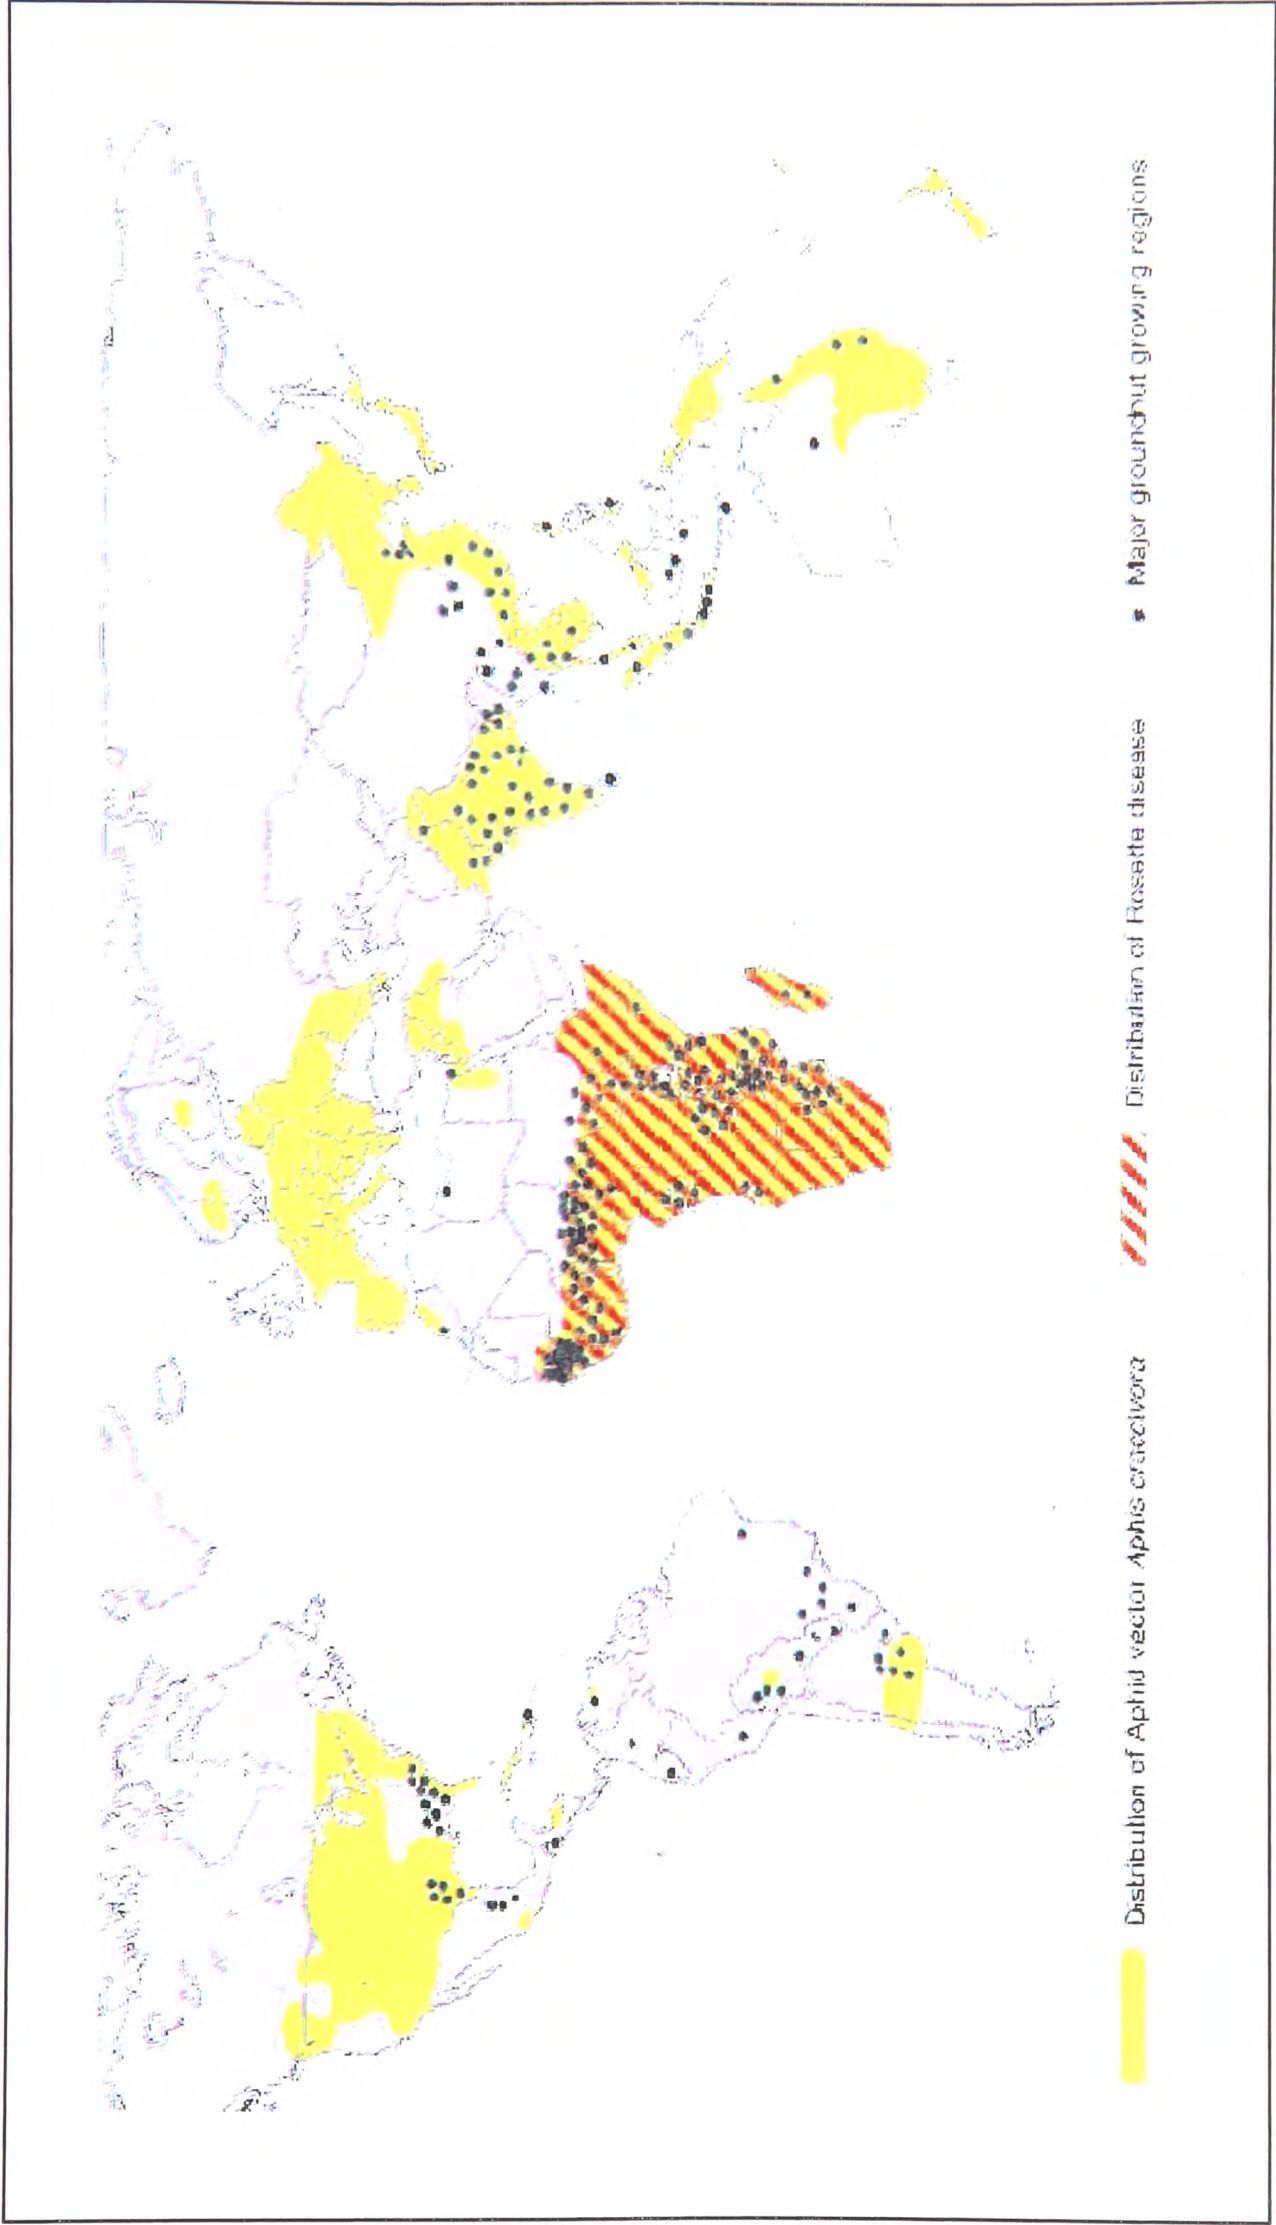 Distribution of Aphid vector Aphis craccivora
Distribution of Rosette disease
Major groundnut growing regions